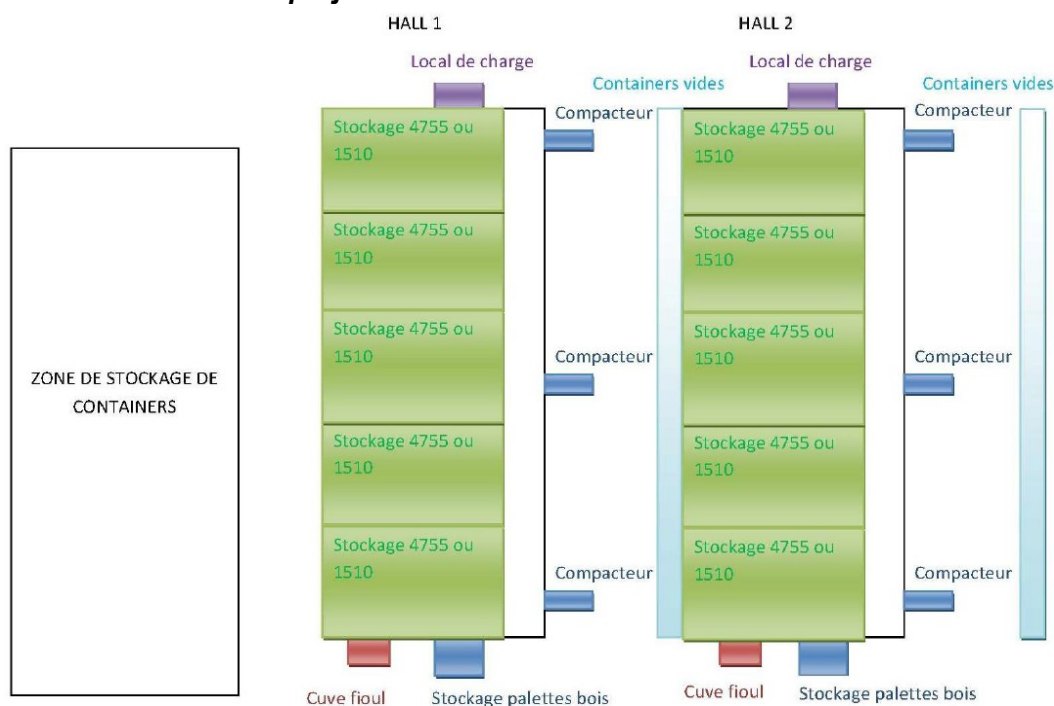 HALL 1
HALL 2
Local de charge
Local de charge
Containers vides
Containers vides
Compacteur
Compacteur
Stockage 4755 ou
1510
Stockage 4755 ou
1510
Stockage 4755 ou
1510
Stockage 4755 ou
1510
Stockage 4755 ou
1510
Stockage 4755 ou
1510
Compacteur
Compacteur
ZONE DE STOCKAGE DE
CONTAINERS
Stockage 4755 ou
1510
Stockage 4755 ou
1510
Stockage 4755 ou
1510
Stockage 4755 ou
1510
Compacteur
Compacteur
Cuve fioul
Stockage palettes bois
Cuve fioul
Stockage palettes bois